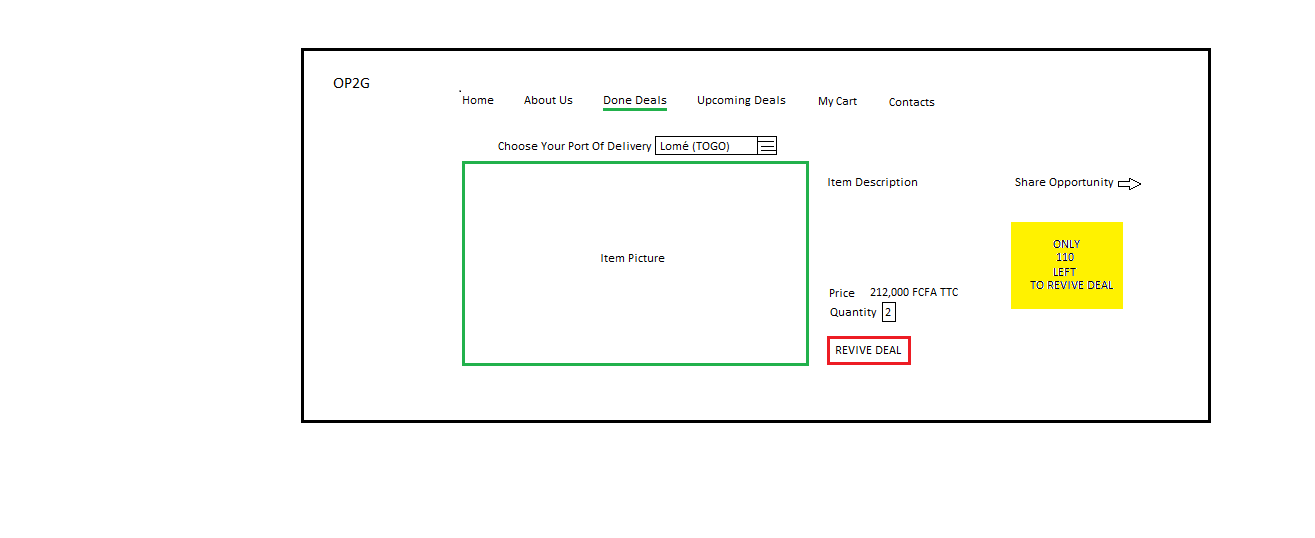 OP2G
Home About Us Done Deals Upcoming Deals My Cart Contacts
Choose Your Port Of Delivery Lomé (TOGO)
Item Description Share Opportunity
Item Picture
ONLY
110
LEFT
TO REVIVE DEAL
Price 212,000 FCFA TTC
Quantity 2
REVIVE DEAL